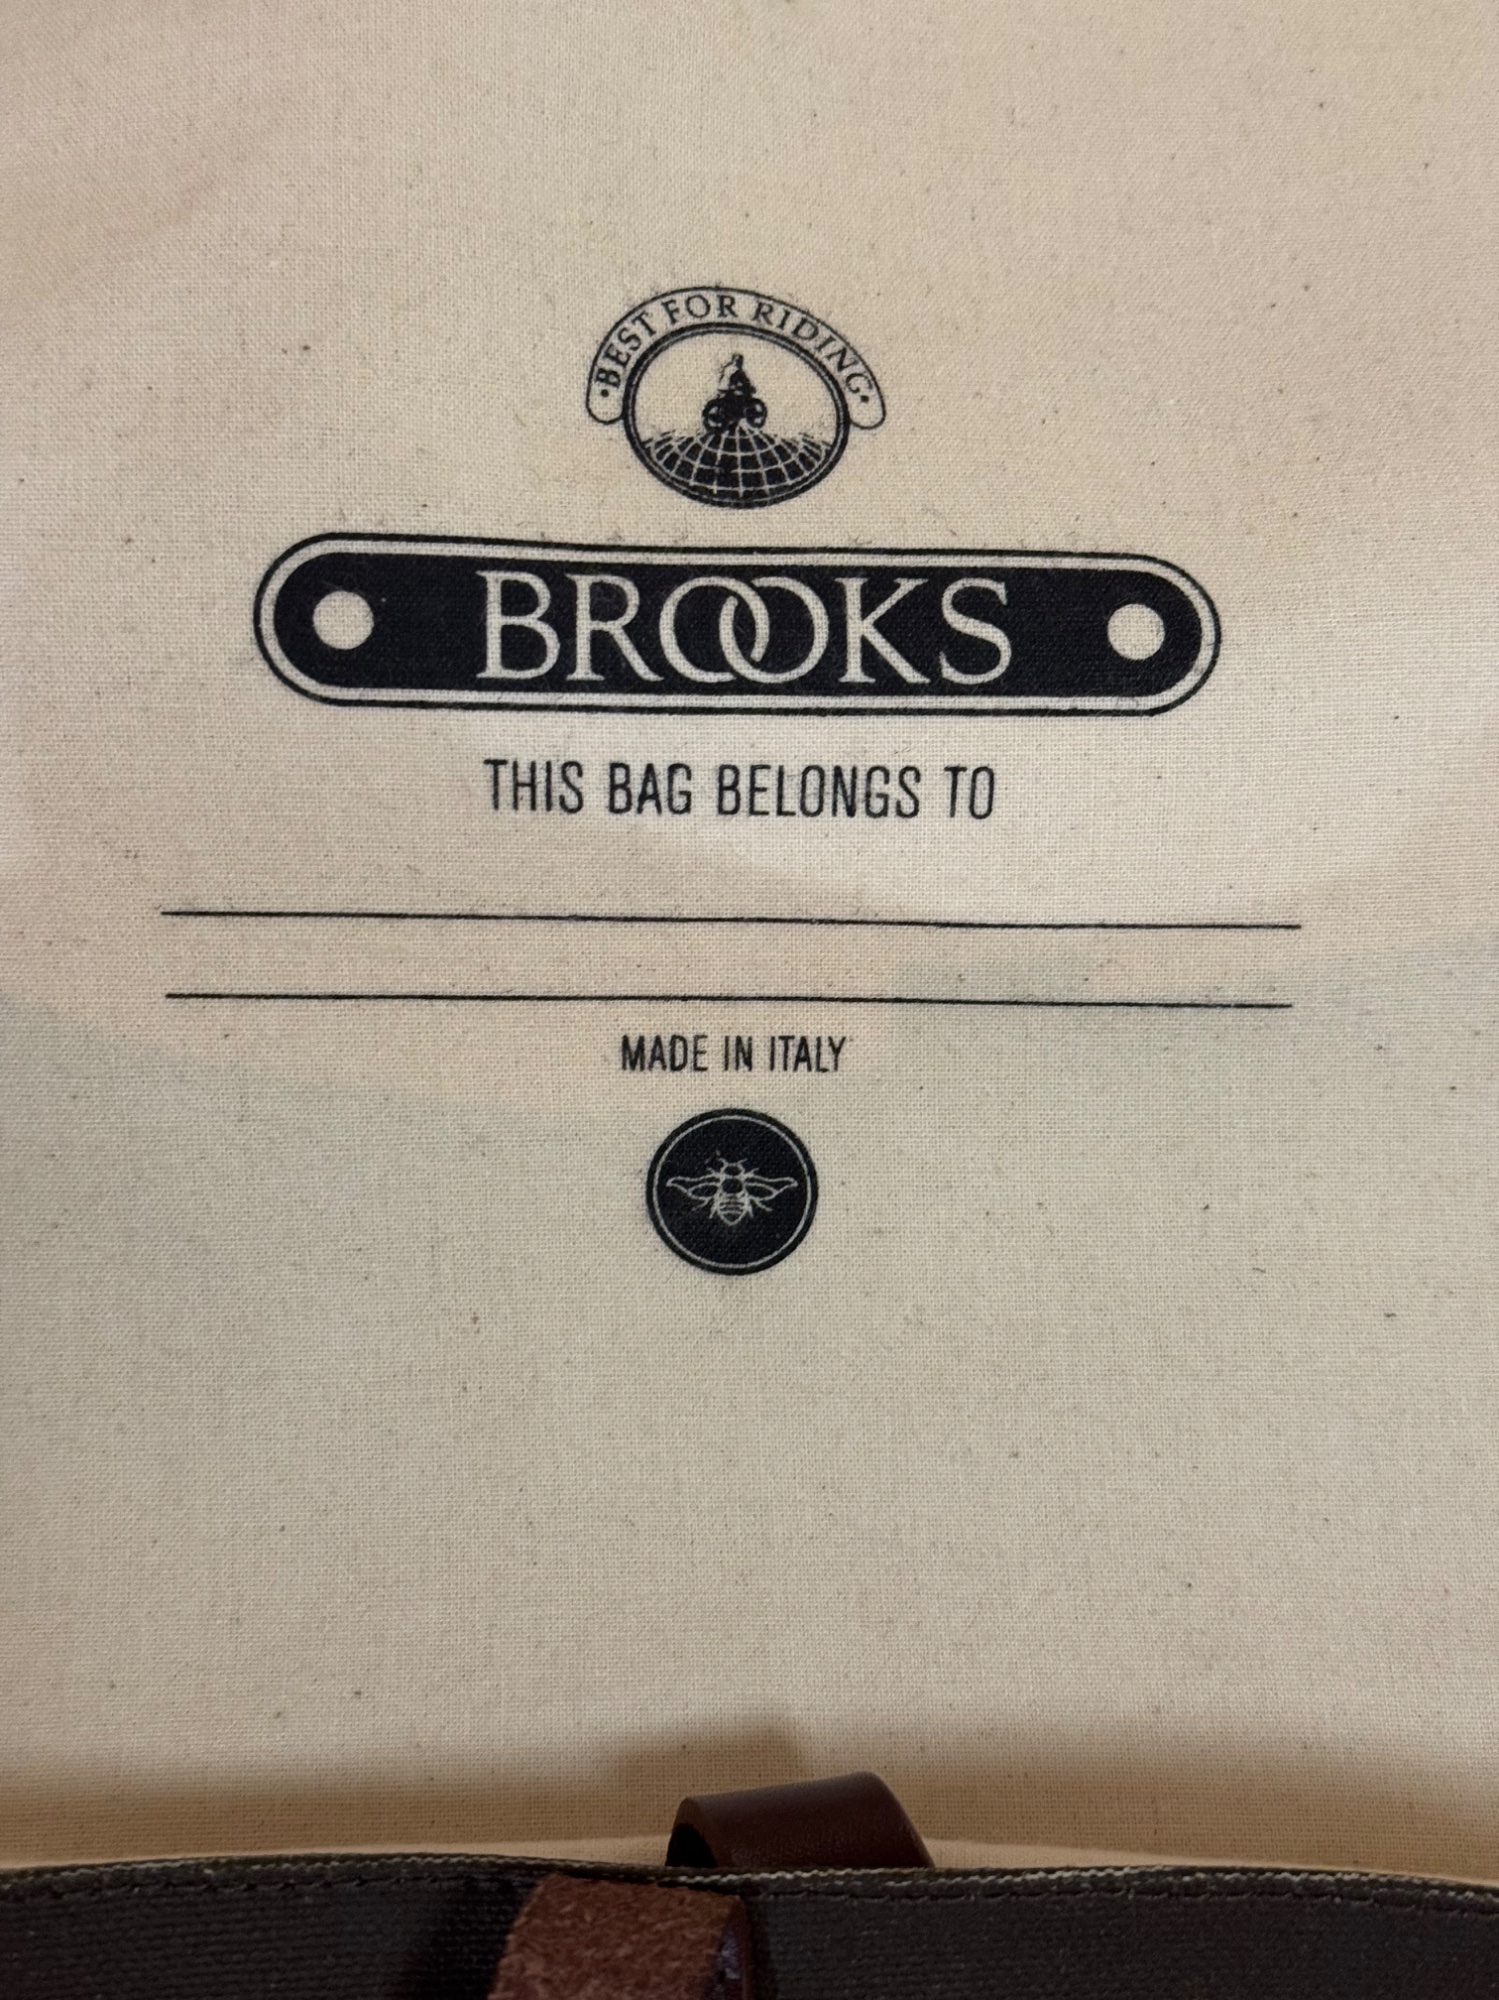 ·BEST FOR RIDING·
BROOKS
THIS BAG BELONGS TO
MADE IN ITALY